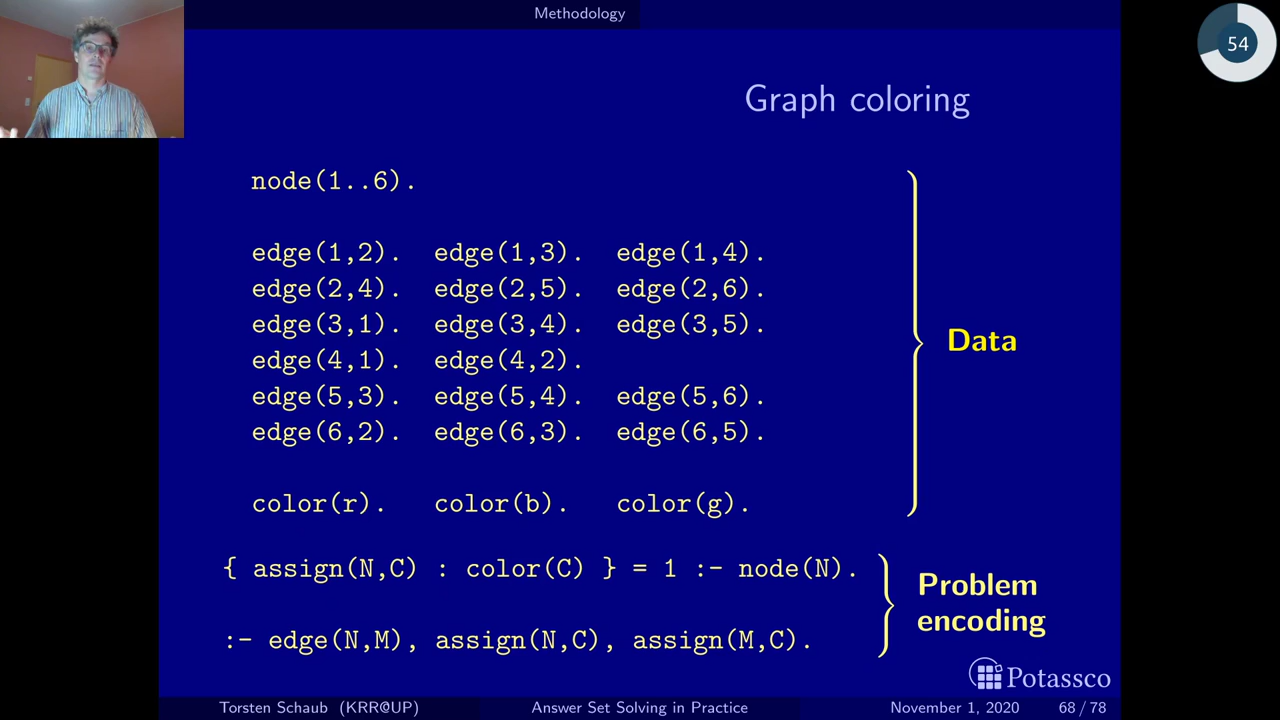 Methodology
54
Graph coloring
node(1..6).
edge(1,2). edge(1,3). edge(1,4).
edge(2,4). edge(2,5). edge(2,6).
edge(3,1). edge(3,4). edge(3,5).
edge(4,1). edge(4,2).
edge(5,3). edge(5,4). edge(5,6).
edge(6,2). edge(6,3). edge(6,5).
color(r). color(b). color(g).
Data
{ assign(N,C) : color(C) } = 1 :- node(N).
:- edge(N,M), assign(N,C), assign(M,C).
Problem
encoding
Potassco
Torsten Schaub (KRR@UP) Answer Set Solving in Practice November 1, 2020 68 / 78